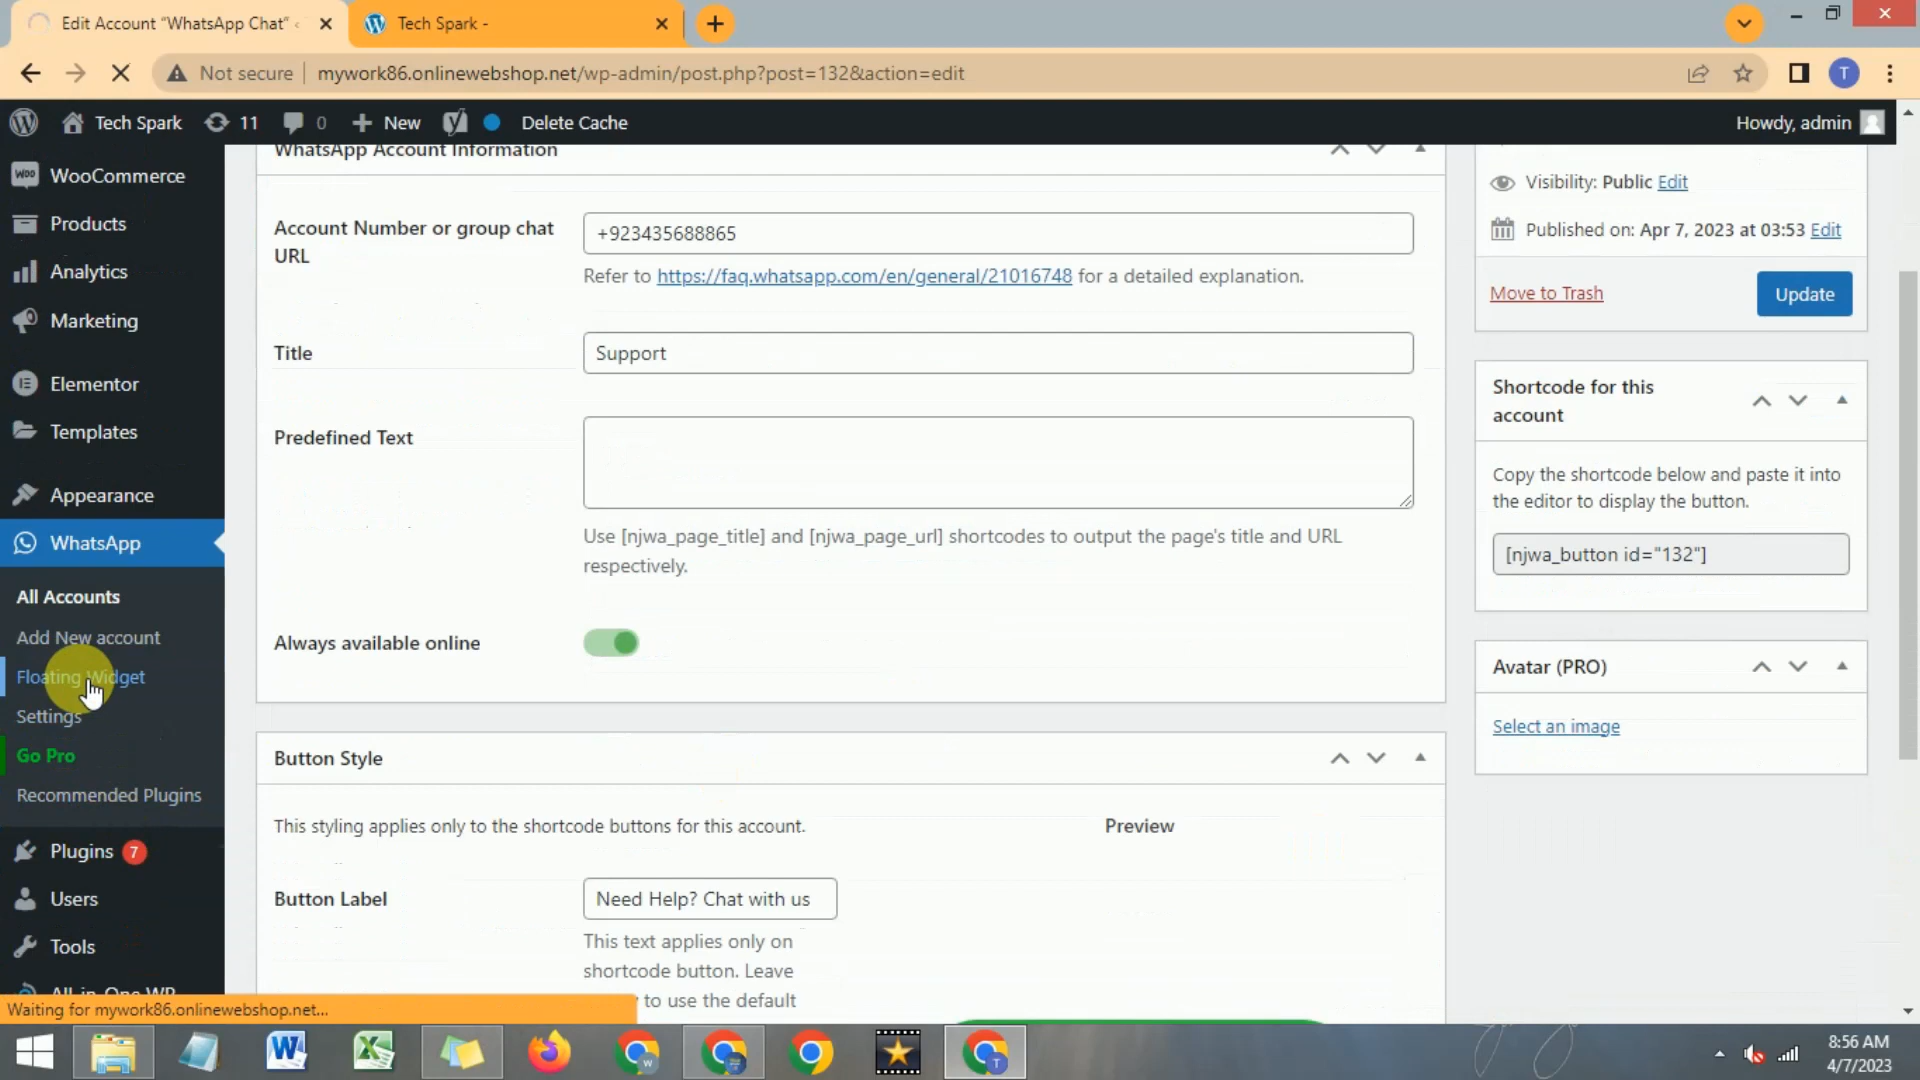 Edit Account “WhatsApp Chat” ‹
Tech Spark -
Not secure
mywork86.onlinewebshop.net/wp-admin/post.php?post=132&action=edit
T
Tech Spark
11
0
New
Delete Cache
Howdy, admin
WooCommerce
Products
Analytics
Marketing
Elementor
Templates
Appearance
WhatsApp
All Accounts
Add New account
Floating Widget
Settings
Go Pro
Recommended Plugins
Plugins 7
Users
Tools
All-in-One WP
WhatsApp Account Information
Account Number or group chat
URL
+923435688865
Refer to https://faq.whatsapp.com/en/general/21016748 for a detailed explanation.
Title
Support
Predefined Text
Use [njwa_page_title] and [njwa_page_url] shortcodes to output the page's title and URL
respectively.
Always available online
Button Style
This styling applies only to the shortcode buttons for this account.
Preview
Button Label
Need Help? Chat with us
This text applies only on
shortcode button. Leave
to use the default
Visibility: Public Edit
Published on: Apr 7, 2023 at 03:53 Edit
Move to Trash
Update
Shortcode for this
account
Copy the shortcode below and paste it into
the editor to display the button.
[njwa_button id="132"]
Avatar (PRO)
Select an image
Waiting for mywork86.onlinewebshop.net...
8:56 AM
4/7/2023